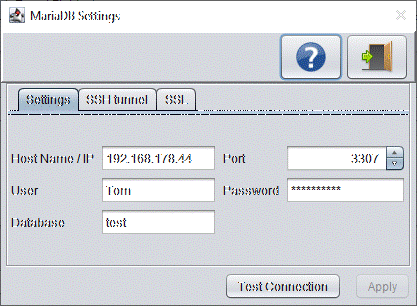 MariaDB Settings
Settings SSH tunnel SSL
Host Name / IP 192.168.178.44 Port 3307
User Tom Password **********
Database test
Test Connection Apply